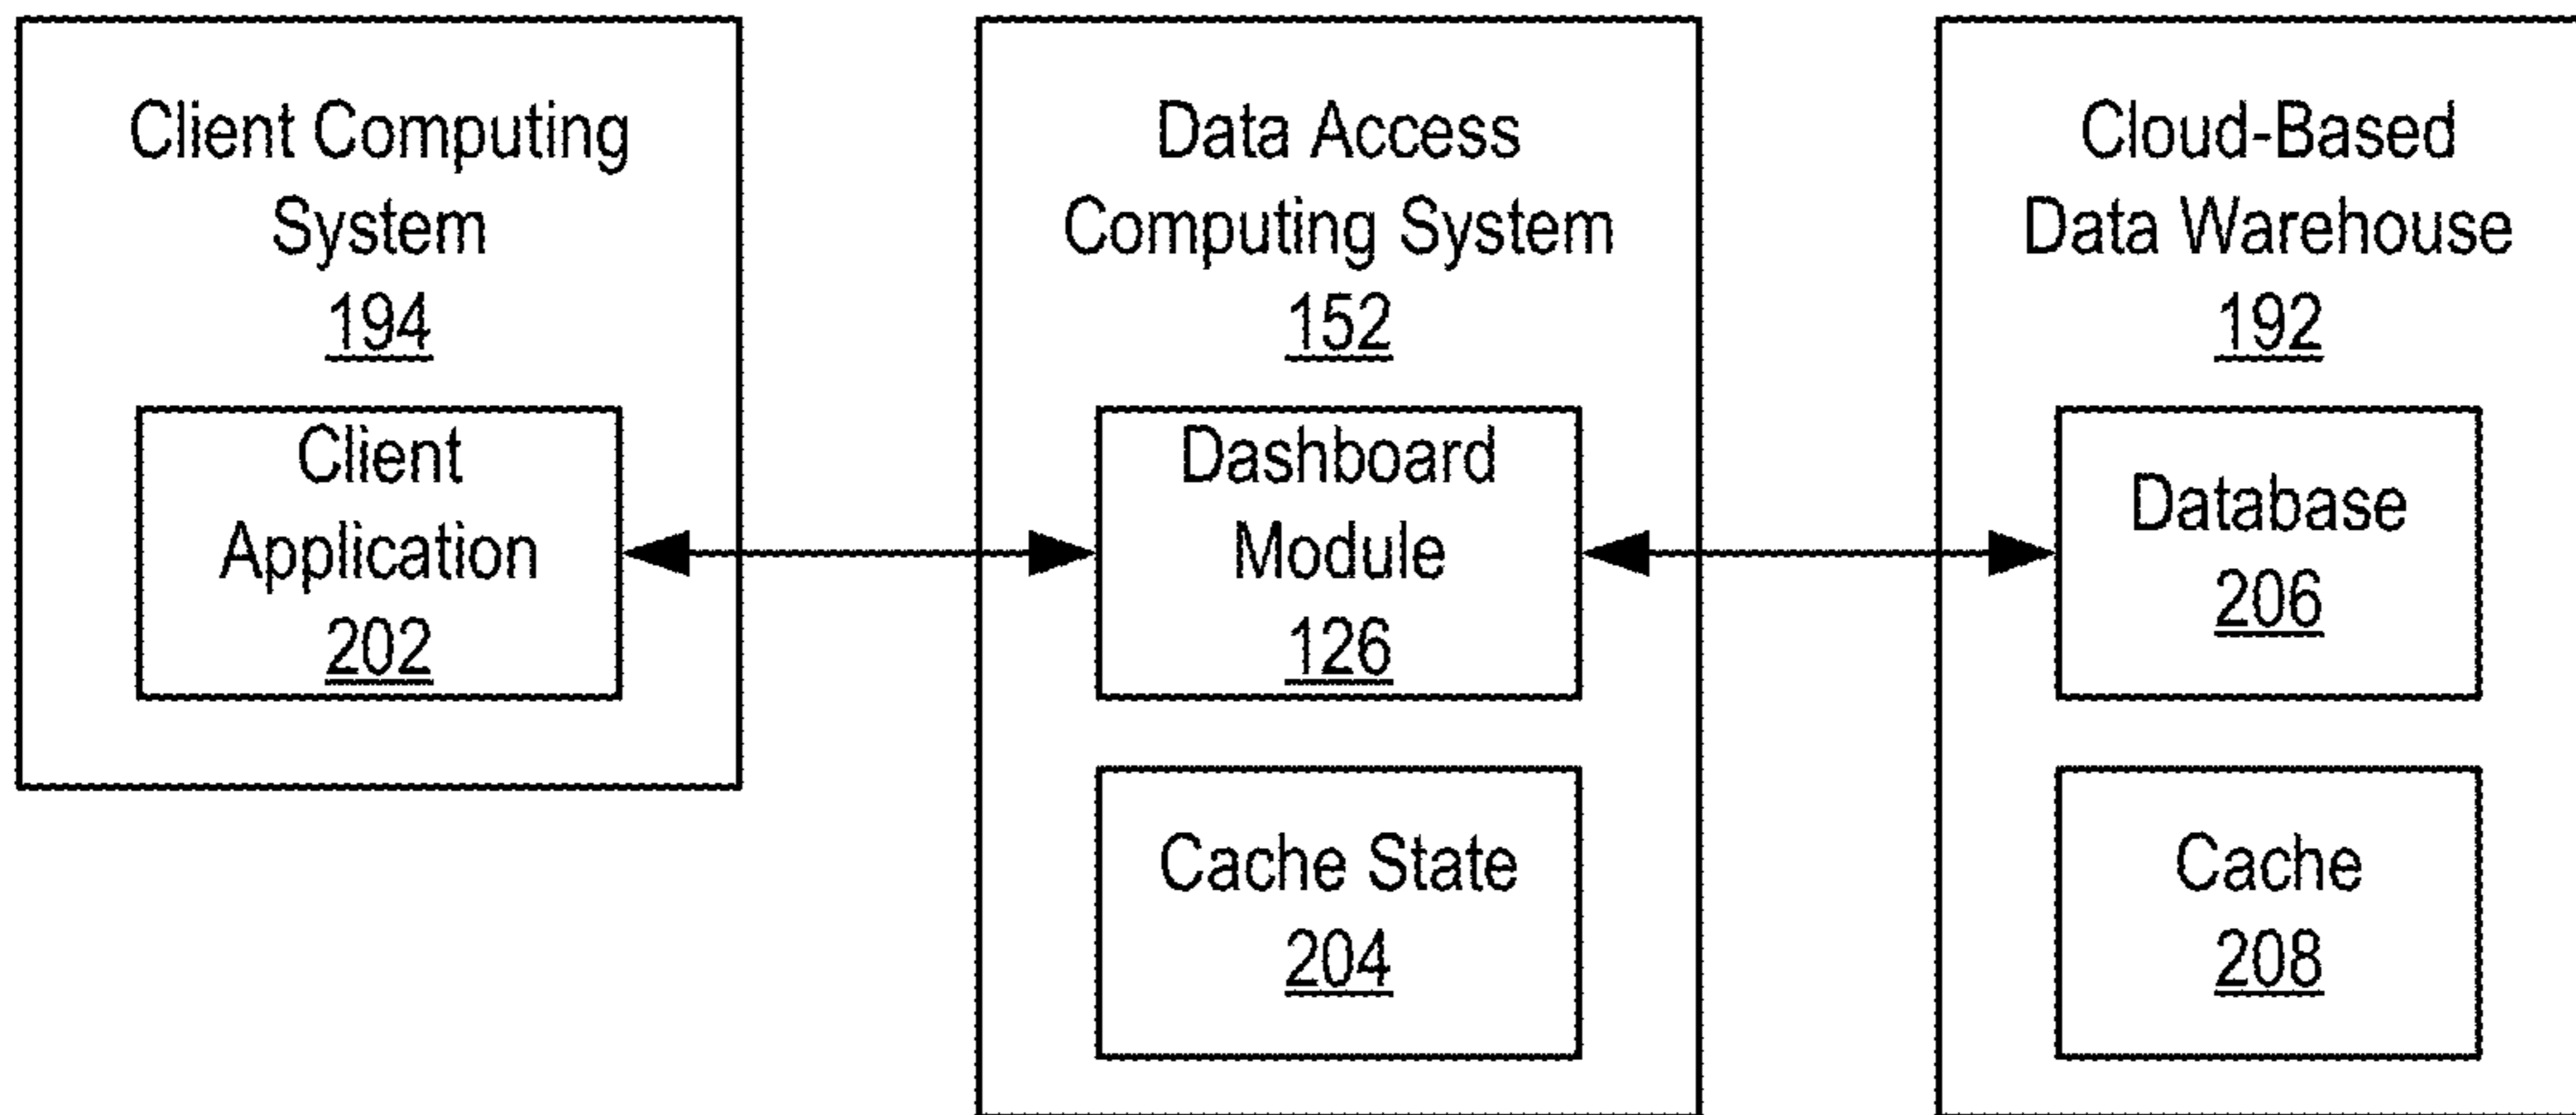 Client Computing
System
194
Client
Application
202
Data Access
Computing System
152
Dashboard
Module
126
Cache State
204
Cloud-Based
Data Warehouse
192
Database
206
Cache
208